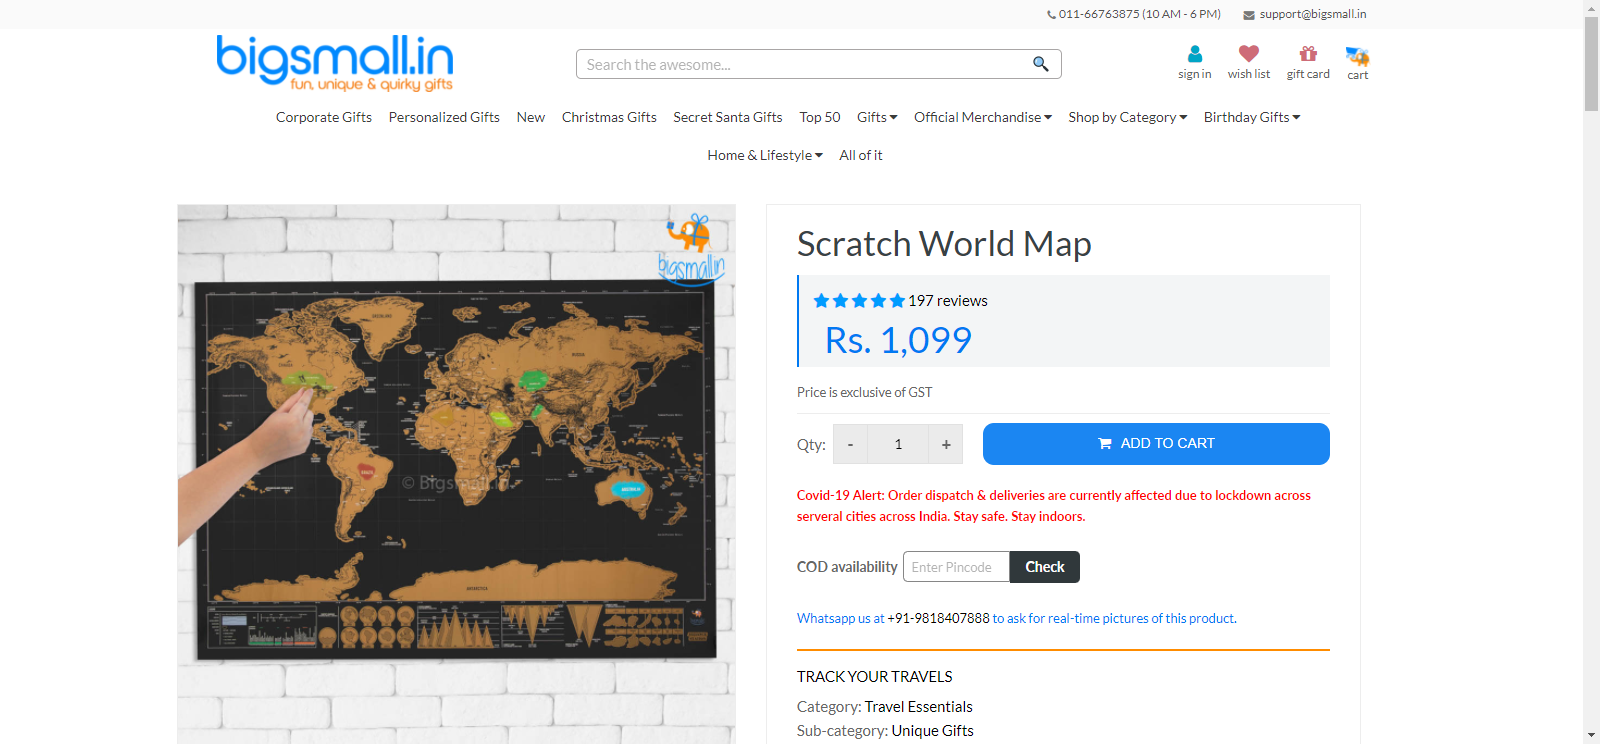 011-66763875 (10 AM - 6 PM)
support@bigsmall.in
bigsmall.in
fun, unique & quirky gifts
Search the awesome...
sign in
wish list
gift card
cart
Corporate Gifts
Personalized Gifts
New
Christmas Gifts
Secret Santa Gifts
Top 50
Gifts
Official Merchandise
Shop by Category
Birthday Gifts
Home & Lifestyle
All of it
bigsmall.in
© Bigsmall.in
RUSSIA
ANTARCTICA
Scratch World Map
197 reviews
Rs. 1,099
Price is exclusive of GST
Qty:
-
1
+
ADD TO CART
Covid-19 Alert: Order dispatch & deliveries are currently affected due to lockdown across
serveral cities across India. Stay safe. Stay indoors.
COD availability
Enter Pincode
Check
Whatsapp us at +91-9818407888 to ask for real-time pictures of this product.
TRACK YOUR TRAVELS
Category: Travel Essentials
Sub-category: Unique Gifts